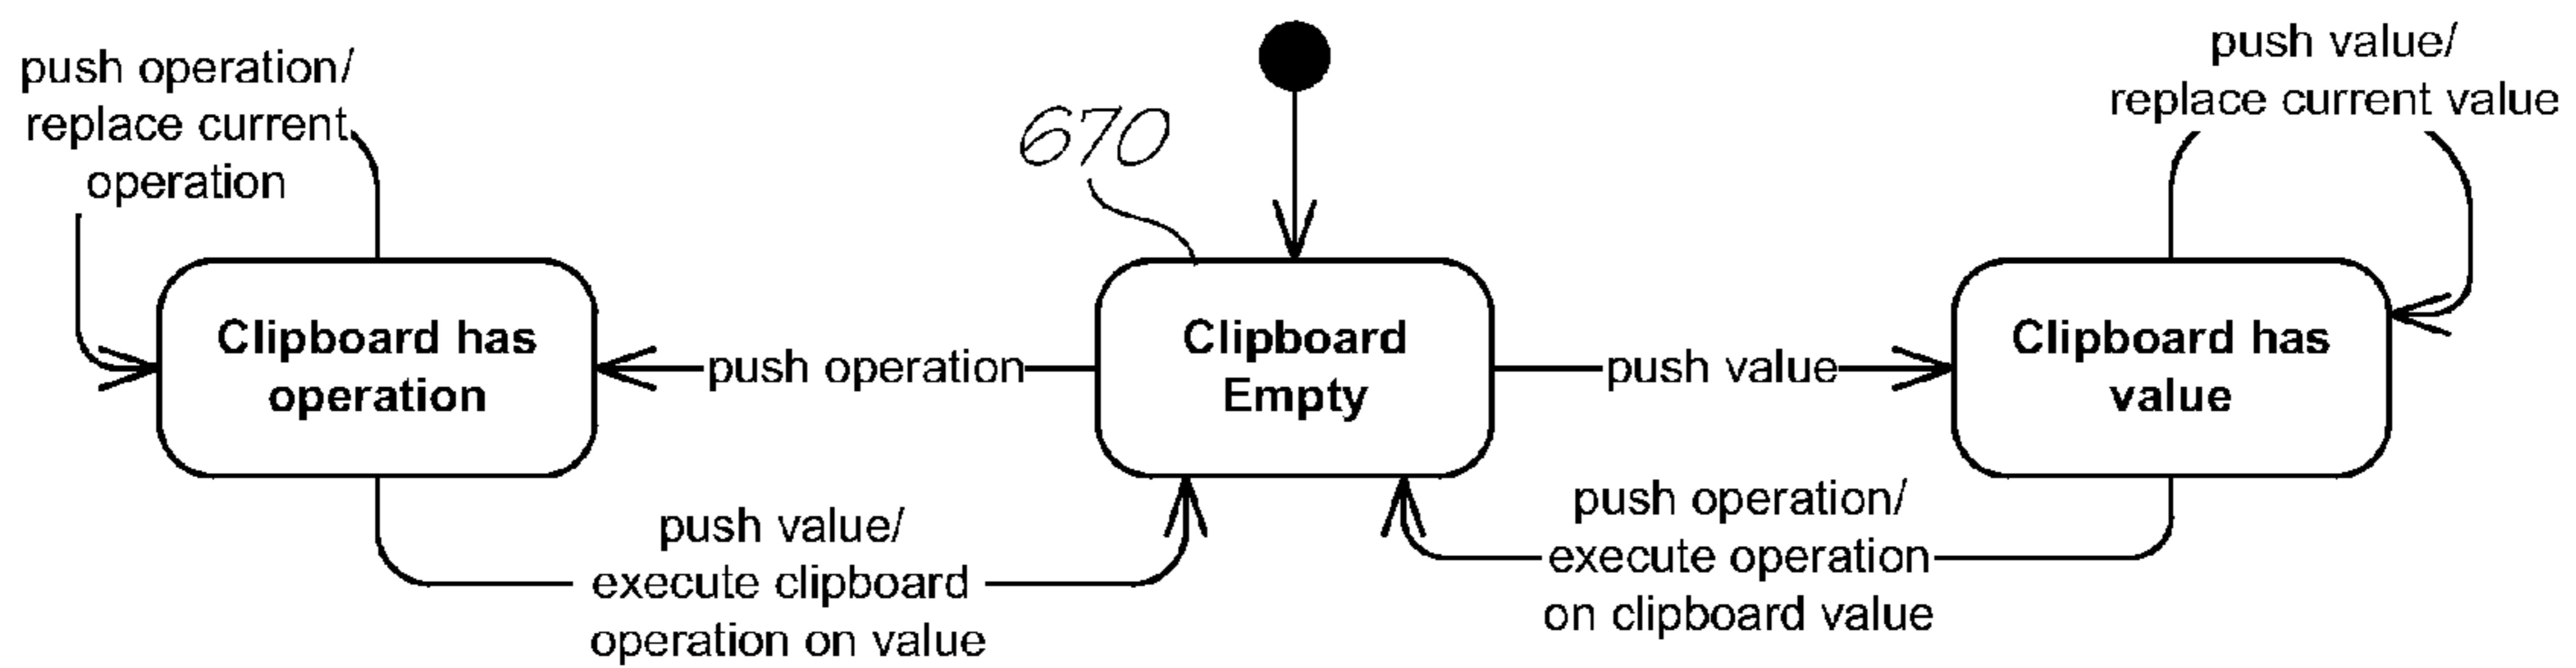 push operation/
replace current
operation
670
push value/
replace current value
Clipboard has
operation
push operation
Clipboard
Empty
push value
Clipboard has
value
push value/
execute clipboard
operation on value
push operation/
execute operation
on clipboard value